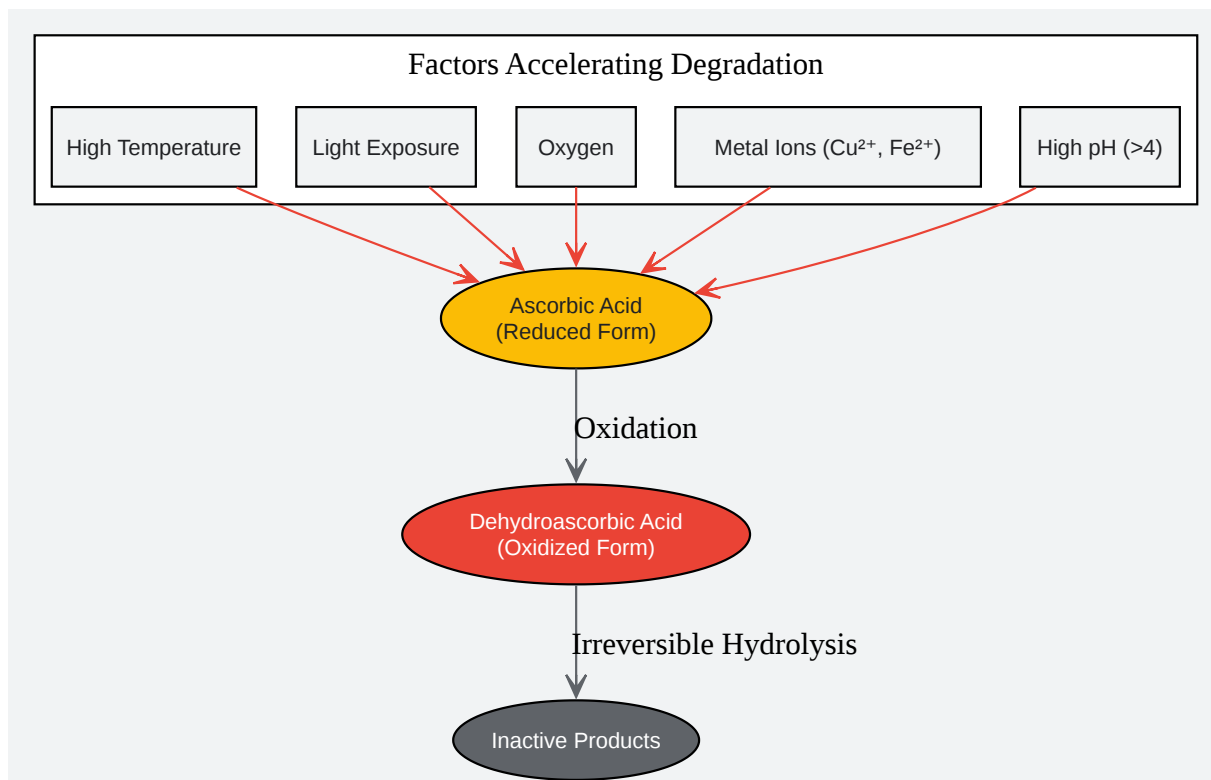 Factors Accelerating Degradation
High Temperature
Light Exposure
Oxygen
Metal Ions (Cu²⁺, Fe²⁺)
High pH (>4)
Ascorbic Acid
(Reduced Form)
Oxidation
Dehydroascorbic Acid
(Oxidized Form)
Irreversible Hydrolysis
Inactive Products